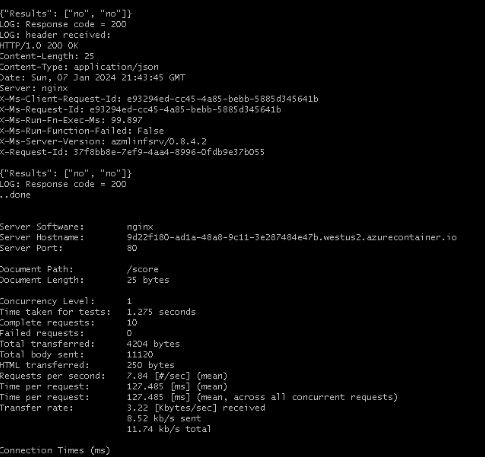 {"Results": ["no", "no"]}
LOG: Response code = 200
LOG: header received:
HTTP/1.0 200 OK
Content-Length: 25
Content-Type: application/json
Date: Sun, 07 Jan 2024 21:43:45 GMT
Server: nginx
X-Ms-Client-Request-Id: e93294ed-cc45-4a85-bebb-5885d345641b
X-Ms-Request-Id: e93294ed-cc45-4a85-bebb-5885d345641b
X-Ms-Run-Fn-Exec-Ms: 99.897
X-Ms-Run-Function-Failed: False
X-Ms-Server-Version: azmlinfsrv/0.8.4.2
X-Request-Id: 37f8bb8e-7ef9-4aa4-8996-0fdb9e37b055
{"Results": ["no", "no"]}
LOG: Response code = 200
..done
Server Software: nginx
Server Hostname: 9d22f180-ad1a-48a8-9c11-3e287484e47b.westus2.azurecontainer.io
Server Port: 80
Document Path: /score
Document Length: 25 bytes
Concurrency Level: 1
Time taken for tests: 1.275 seconds
Complete requests: 10
Failed requests: 0
Total transferred: 4204 bytes
Total body sent: 11120
HTML transferred: 250 bytes
Requests per second: 7.84 [#/sec] (mean)
Time per request: 127.485 [ms] (mean)
Time per request: 127.485 [ms] (mean, across all concurrent requests)
Transfer rate: 3.22 [Kbytes/sec] received
8.52 kb/s sent
11.74 kb/s total
Connection Times (ms)